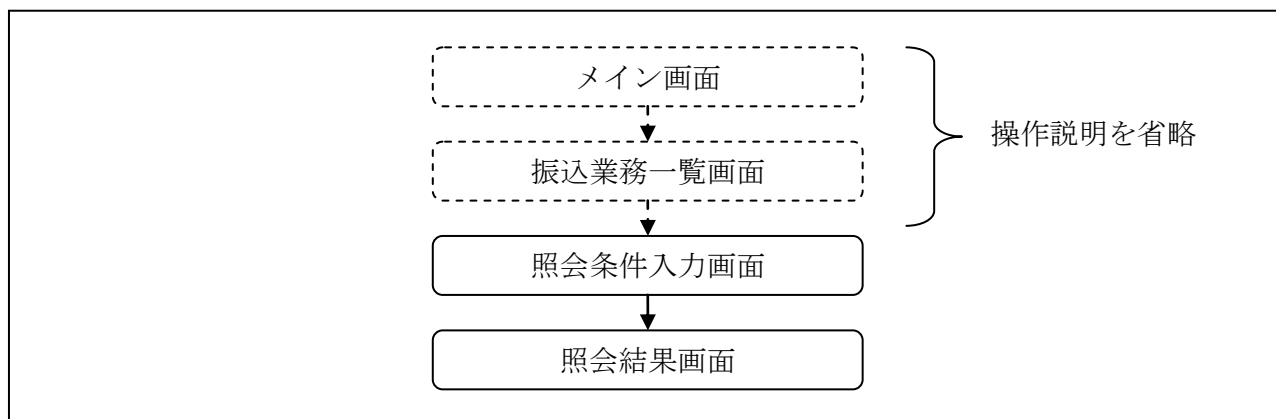 メイン画面
振込業務一覧画面
操作説明を省略
照会条件入力画面
照会結果画面